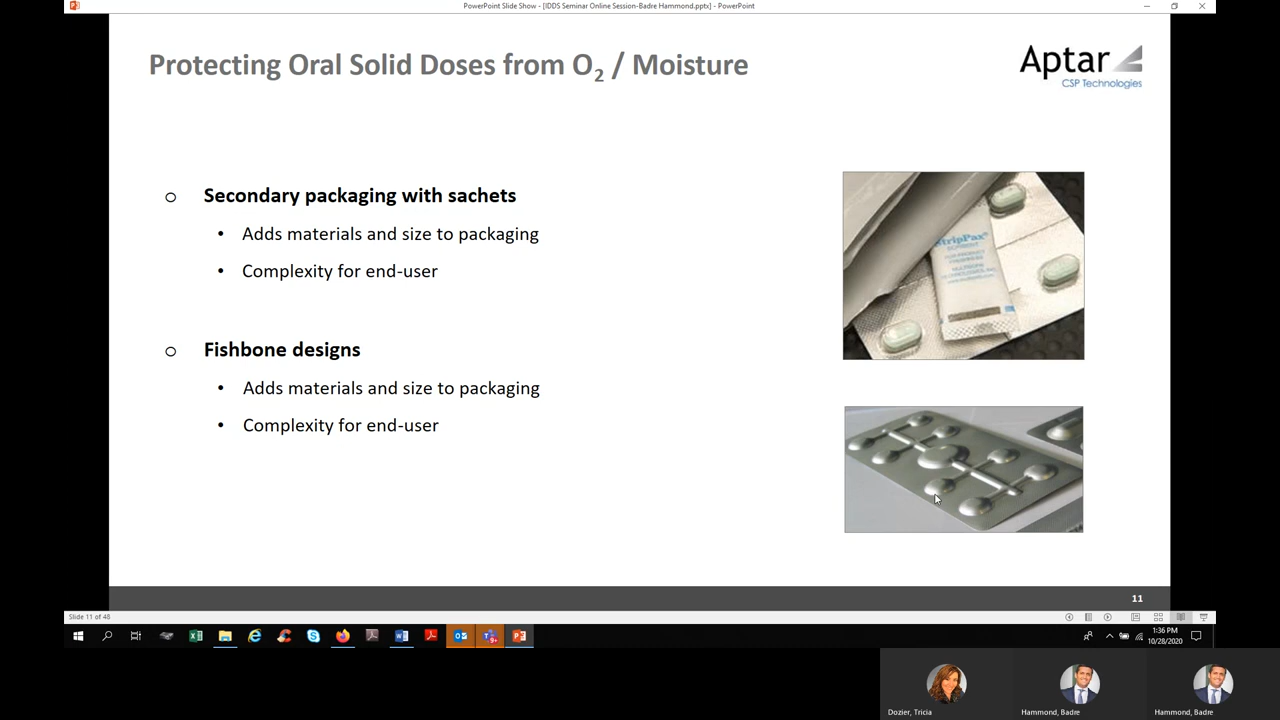 PowerPoint Slide Show - [IDDS Seminar Online Session-Badre Hammond.pptx] - PowerPoint
Protecting Oral Solid Doses from O2 / Moisture
Aptar
CSP Technologies
Secondary packaging with sachets
• Adds materials and size to packaging
• Complexity for end-user
Fishbone designs
• Adds materials and size to packaging
• Complexity for end-user
StripPax®
11
Slide 11 of 48
1:36 PM
10/28/2020
Dozier, Tricia
Hammond, Badre
Hammond, Badre